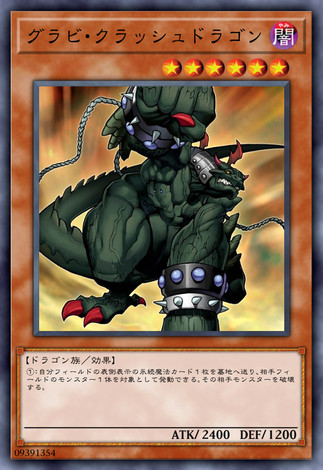 グラビ・クラッシュドラゴン
やみ
闇
【ドラゴン族/効果】
①:自分フィールドの表側表示の永続魔法カード1枚を墓地へ送り、相手フィ
ールドのモンスター1体を対象として発動できる。その相手モンスターを破壊
する。
ATK/ 2400 DEF/1200
09391354